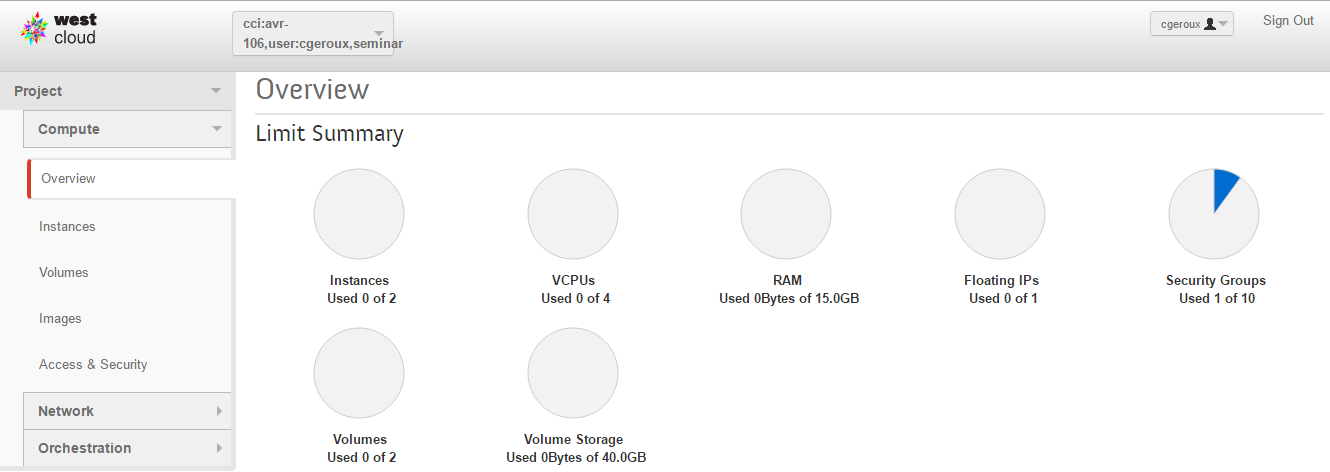 west
cloud
cci:avr-
106,user:cgeroux,seminar
cgeroux
Sign Out
Project
Compute
Overview
Instances
Volumes
Images
Access & Security
Network
Orchestration
Overview
Limit Summary
Instances
Used 0 of 2
VCPUs
Used 0 of 4
RAM
Used 0Bytes of 15.0GB
Floating IPs
Used 0 of 1
Security Groups
Used 1 of 10
Volumes
Used 0 of 2
Volume Storage
Used 0Bytes of 40.0GB